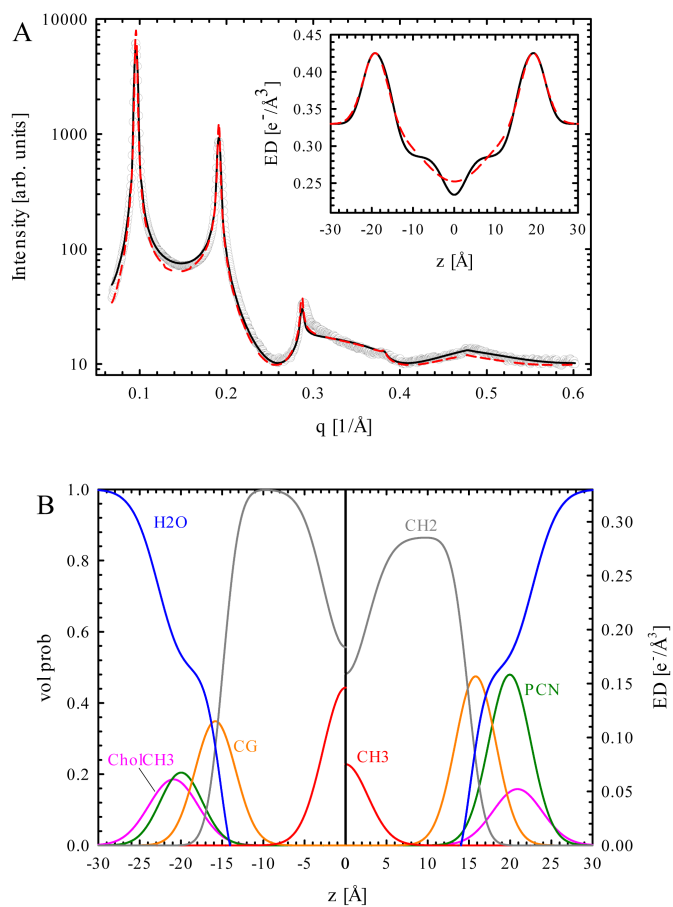 A
10000
1000
100
10
Intensity [arb. units]
0.1 0.2 0.3 0.4 0.5 0.6
q [1/Å]
0.45
0.40
0.35
0.30
0.25
ED [e⁻/Å³]
-30 -20 -10 0 10 20 30
z [Å]
B
1.0
0.8
0.6
0.4
0.2
0.0
vol prob
H2O
CH2
PCN
CG
CholCH3
CH3
0.30
0.25
0.20
0.15
0.10
0.05
0.00
ED [e⁻/Å³]
-30 -25 -20 -15 -10 -5 0 5 10 15 20 25 30
0
z [Å]